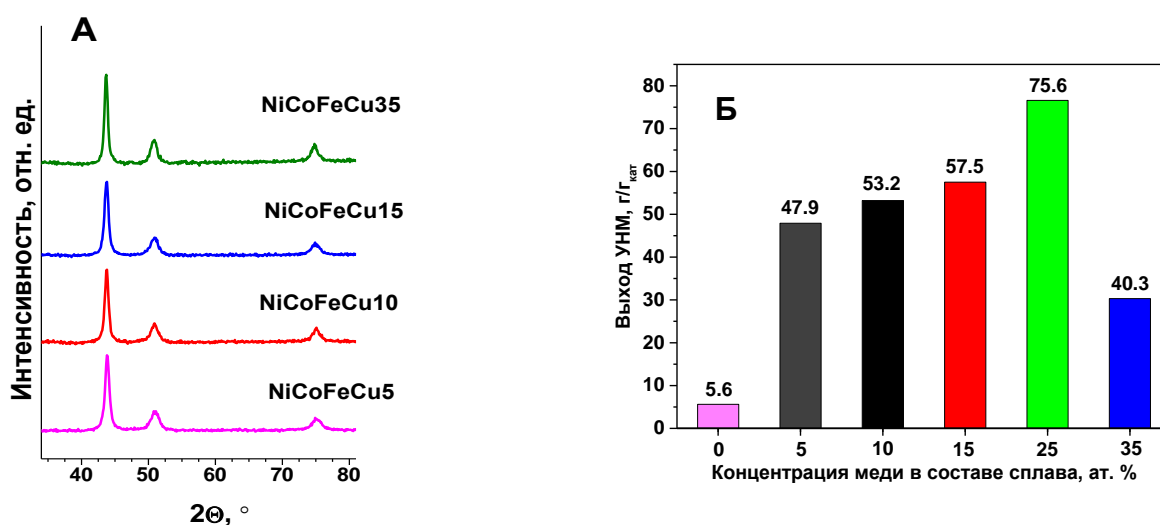 А
Интенсивность, отн. ед.
NiCoFeCu35
NiCoFeCu15
NiCoFeCu10
NiCoFeCu5
40 50 60 70 80
2Θ, °
Б
Выход УНМ, г/гкат
80
70
60
50
40
30
20
10
0
5.6
47.9
53.2
57.5
75.6
40.3
0 5 10 15 25 35
Концентрация меди в составе сплава, ат. %